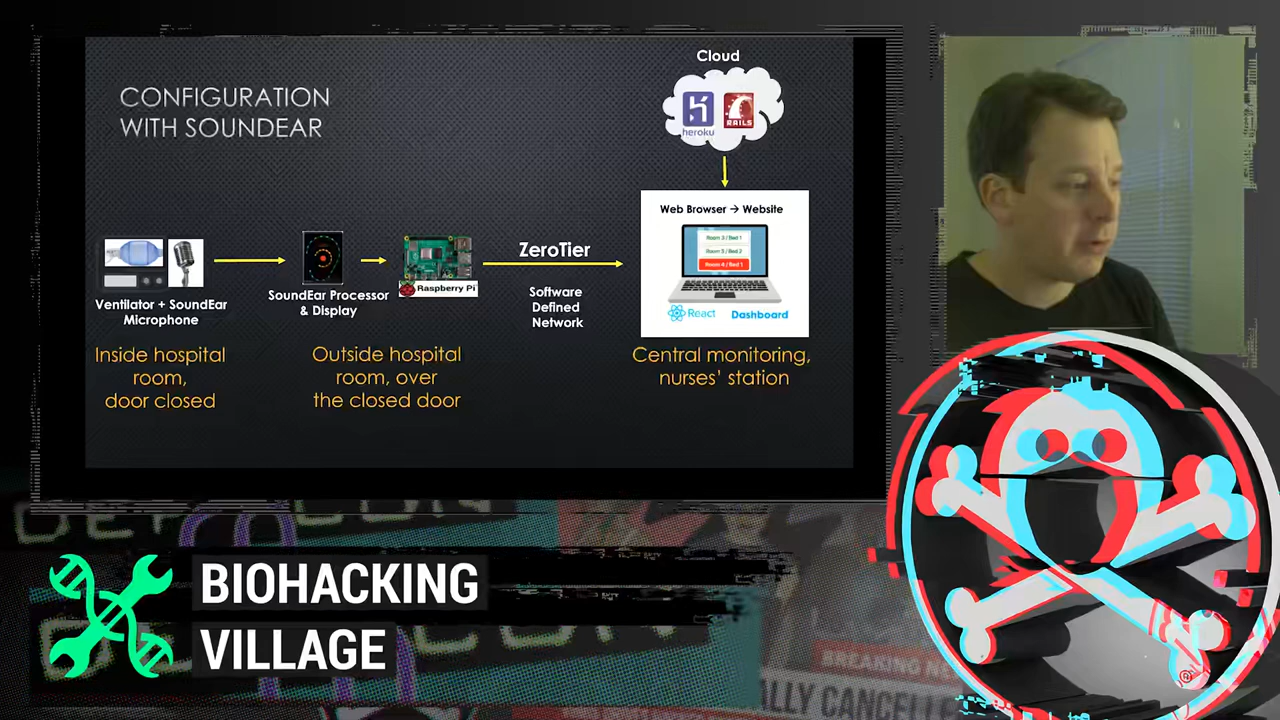 CONFIGURATION
WITH SOUNDEAR
Cloud
heroku
RAILS
Web Browser → Website
Room 3 / Bed 1
Room 3 / Bed 2
Room 4 / Bed 1
React
Dashboard
Ventilator + SoundEar
Microphone
SoundEar Processor
& Display
Raspberry Pi
ZeroTier
Software
Defined
Network
Inside hospital
room,
door closed
Outside hospital
room, over
the closed door
Central monitoring,
nurses’ station
BIOHACKING
VILLAGE
BREAKING NE
ALLY CANCELLE